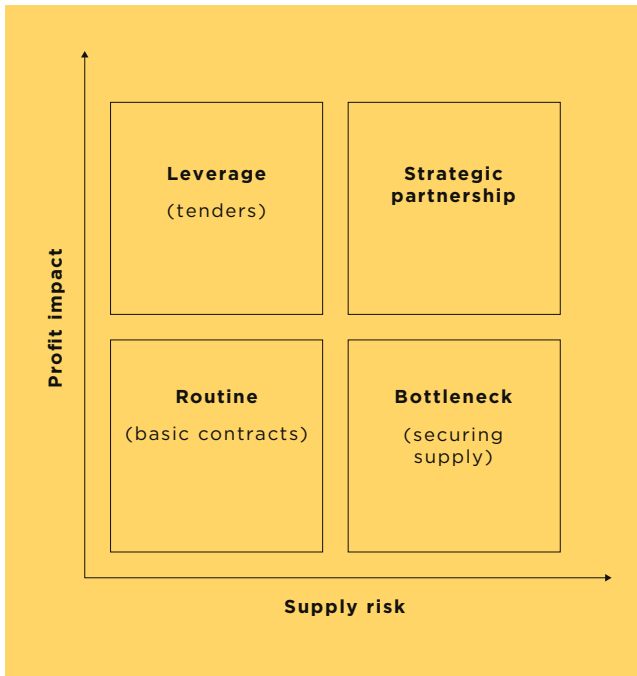 Leverage
(tenders)
Strategic
partnership
Profit impact
Routine
(basic contracts)
Bottleneck
(securing
supply)
Supply risk